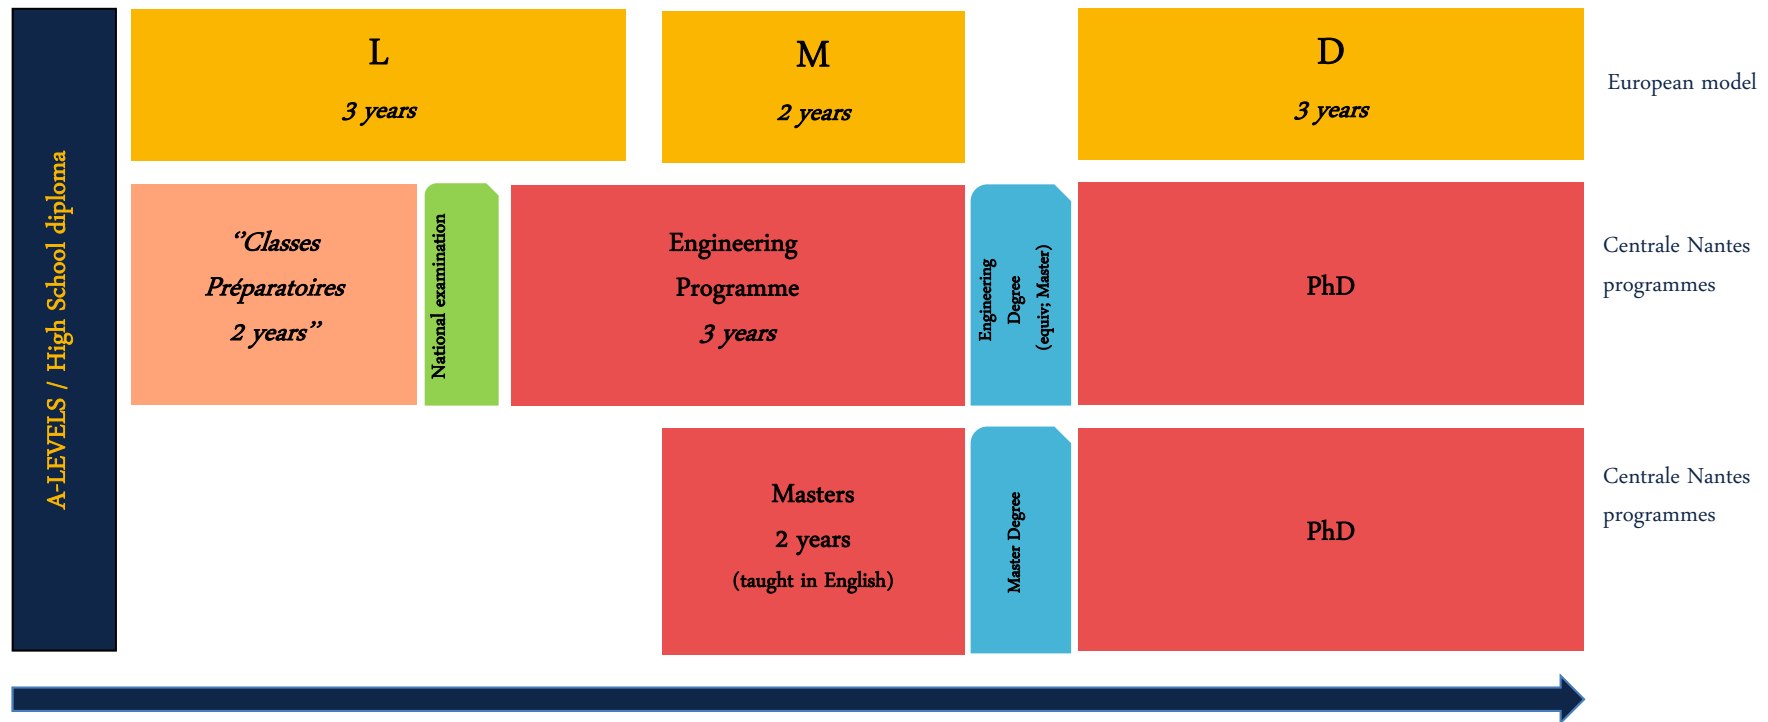 A-LEVELS / High School diploma
L
3 years
M
2 years
D
3 years
European model
‘’Classes
Préparatoires
2 years’’
National examination
Engineering
Programme
3 years
Engineering
Degree
(equiv; Master)
PhD
Centrale Nantes
programmes
Masters
2 years
(taught in English)
Master Degree
PhD
Centrale Nantes
programmes